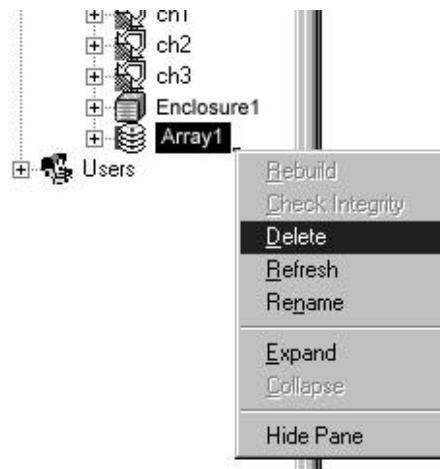 ch1
ch2
ch3
Enclosure1
Array1
Users
Rebuild
Check Integrity
Delete
Refresh
Rename
Expand
Collapse
Hide Pane